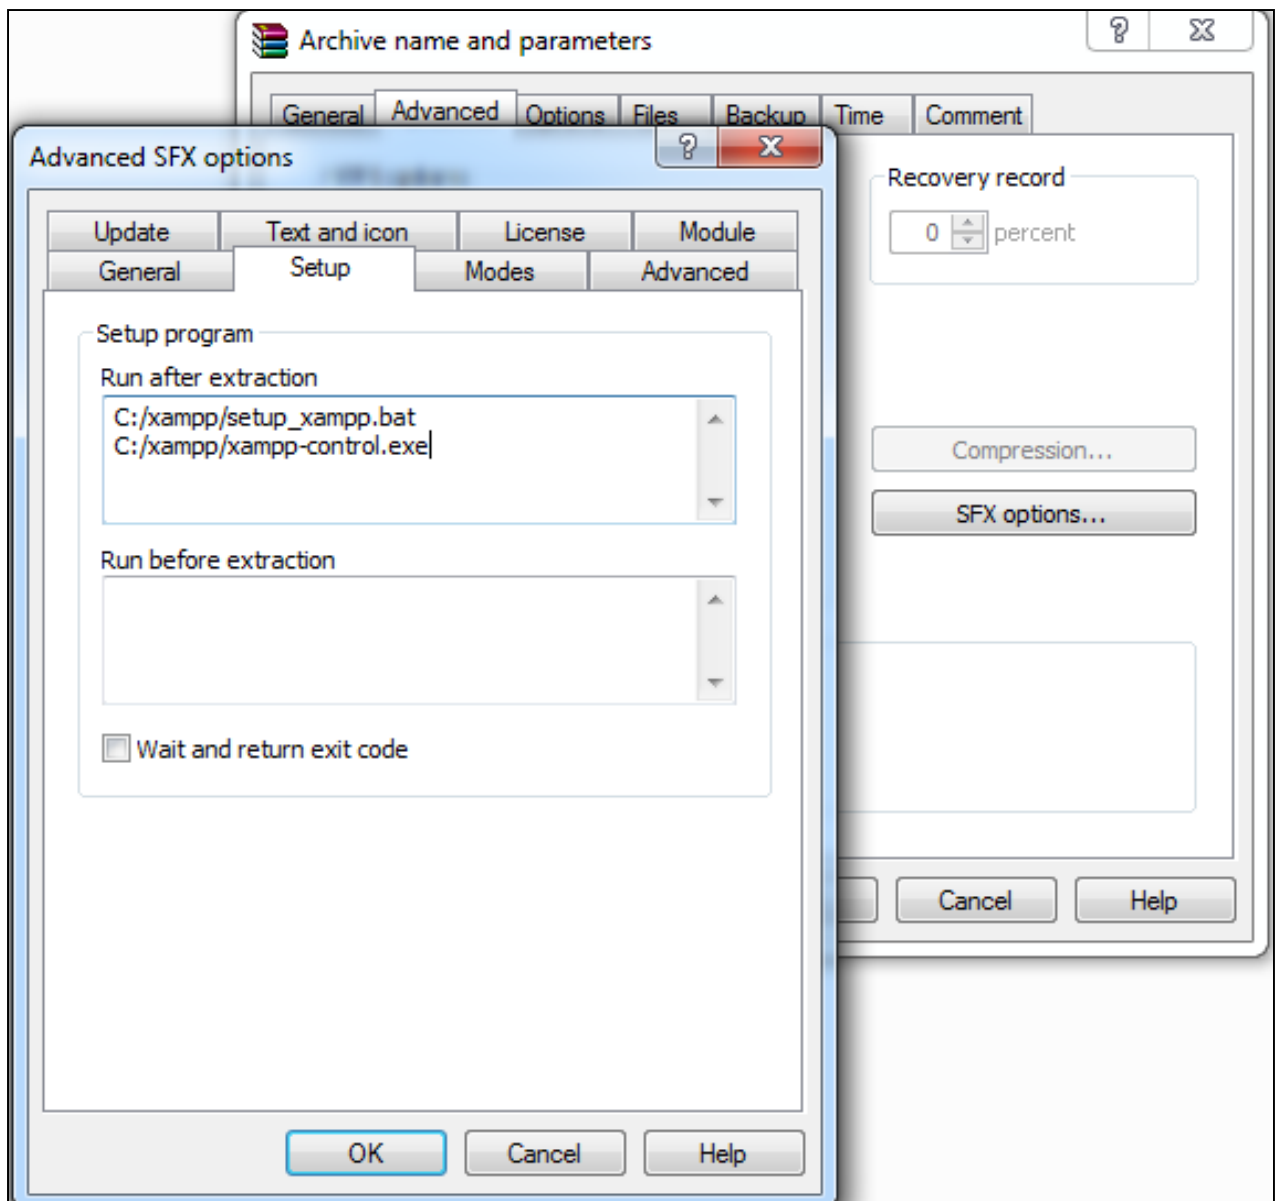 Archive name and parameters
General Advanced Options Files Backup Time Comment
Advanced SFX options
Recovery record
0 percent
Update Text and icon License Module
General Setup Modes Advanced
Setup program
Run after extraction
C:/xampp/setup_xampp.bat
C:/xampp/xampp-control.exe
Compression...
SFX options...
Run before extraction
Wait and return exit code
Cancel Help
OK Cancel Help